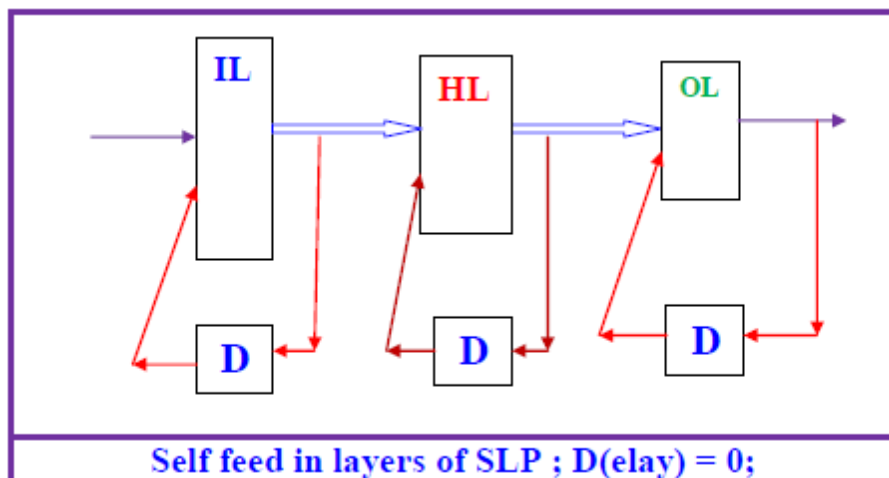 IL
HL
OL
D
D
D
Self feed in layers of SLP ; D(elay) = 0;